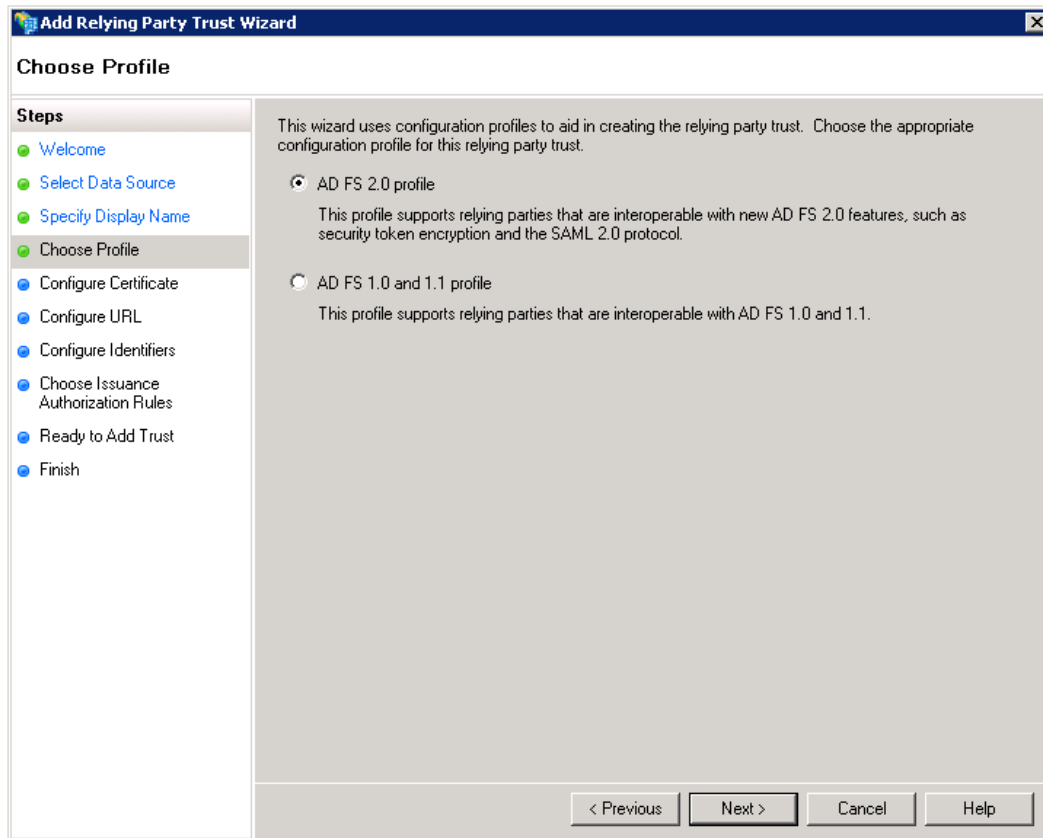 Add Relying Party Trust Wizard
Choose Profile
Steps
Welcome
Select Data Source
Specify Display Name
Choose Profile
Configure Certificate
Configure URL
Configure Identifiers
Choose Issuance
Authorization Rules
Ready to Add Trust
Finish
This wizard uses configuration profiles to aid in creating the relying party trust.  Choose the appropriate
configuration profile for this relying party trust.
AD FS 2.0 profile
This profile supports relying parties that are interoperable with new AD FS 2.0 features, such as
security token encryption and the SAML 2.0 protocol.
AD FS 1.0 and 1.1 profile
This profile supports relying parties that are interoperable with AD FS 1.0 and 1.1.
< Previous
Next >
Cancel
Help